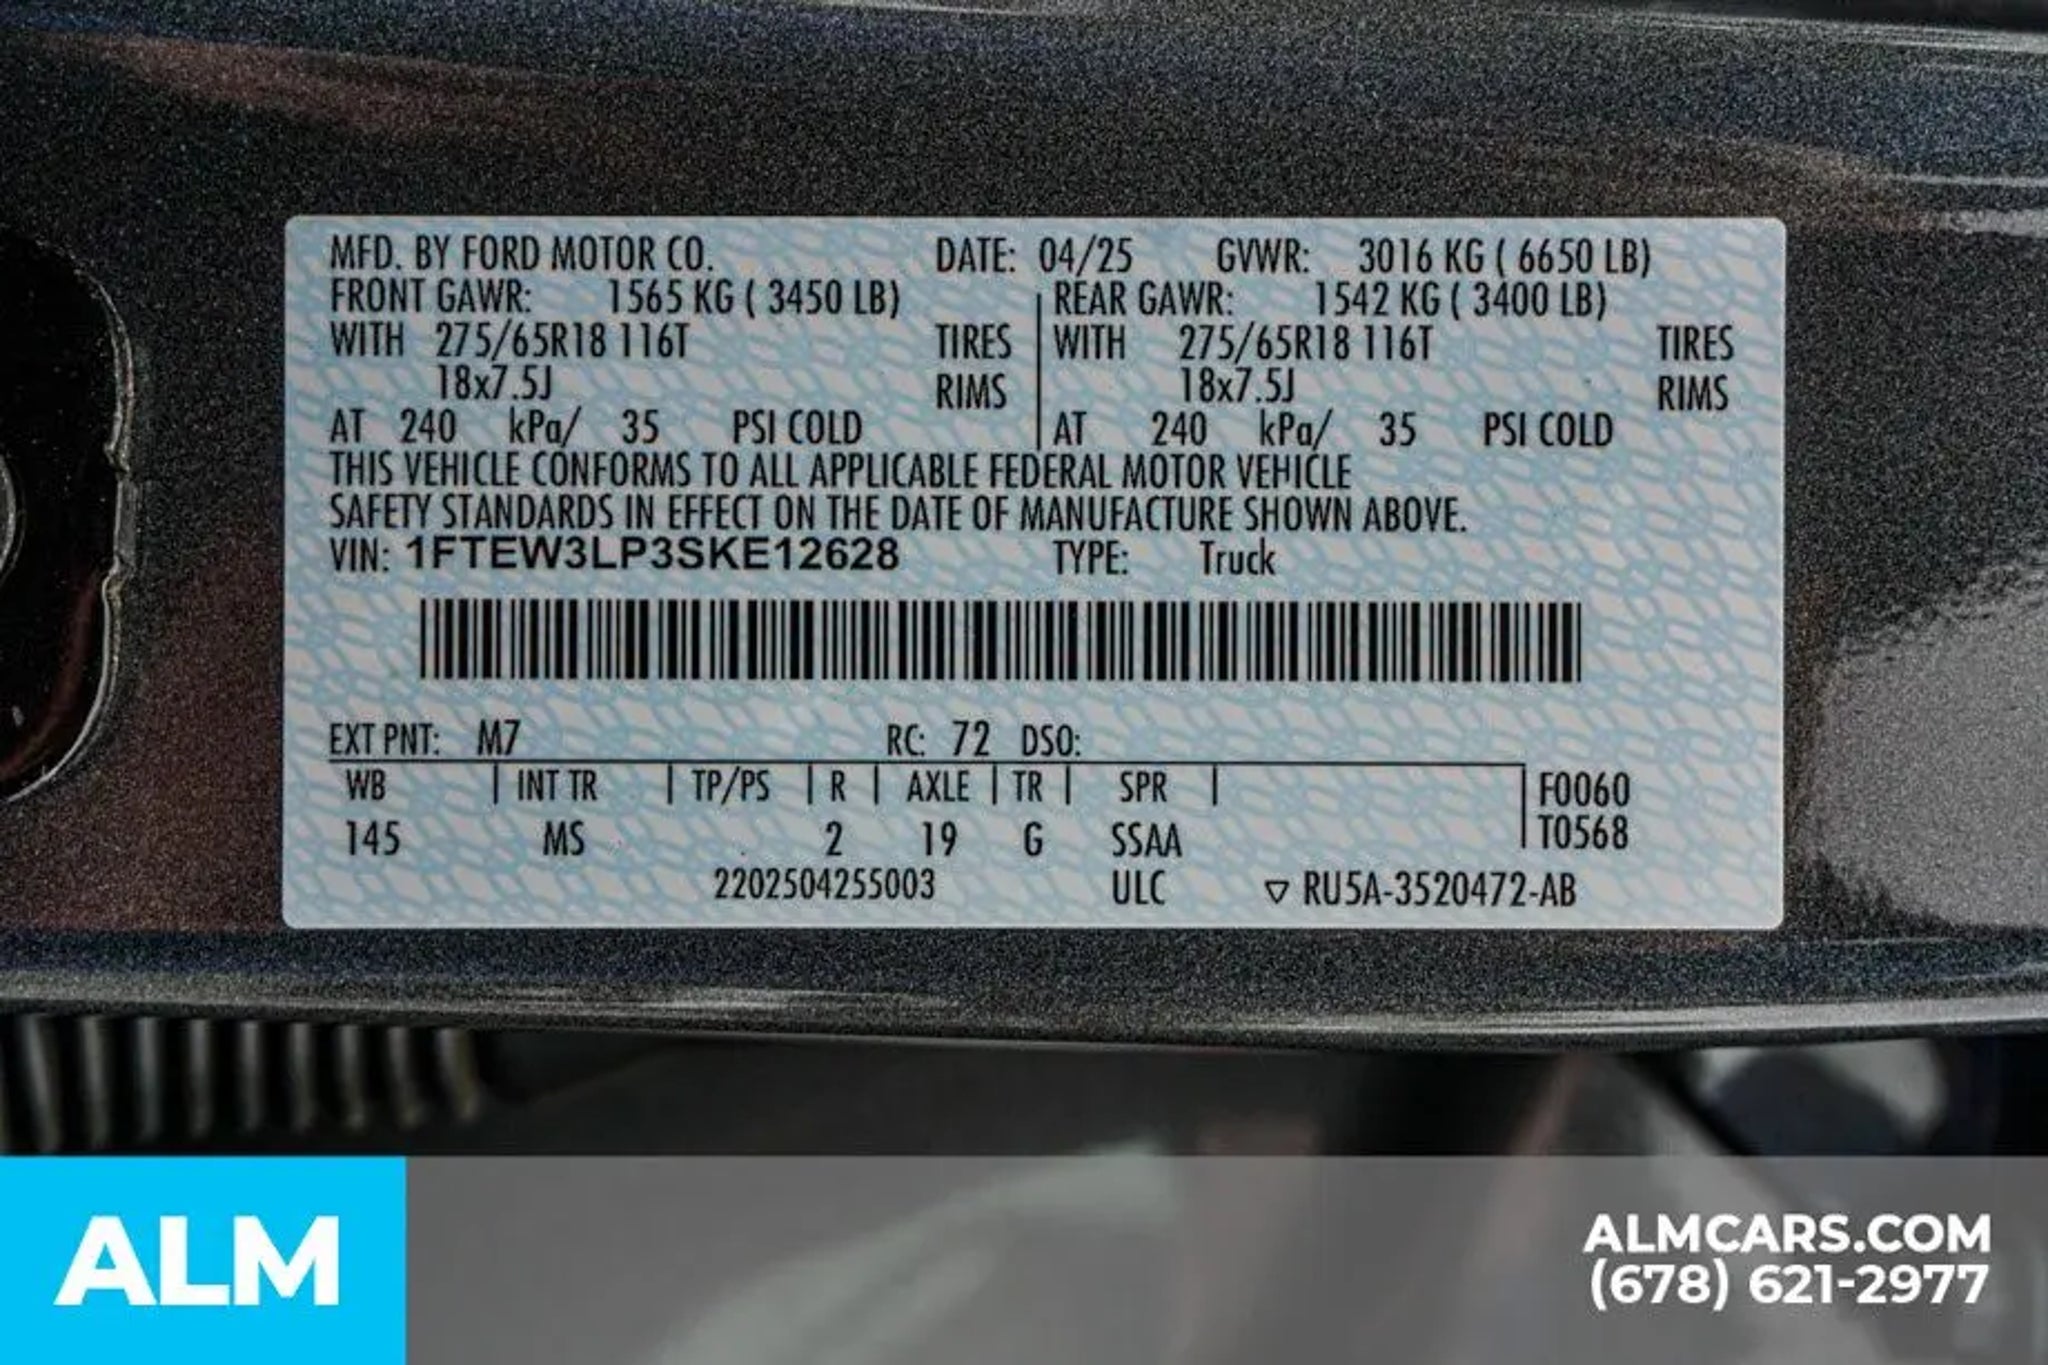 MFD. BY FORD MOTOR CO. DATE: 04/25 GVWR: 3016 KG ( 6650 LB)
FRONT GAWR: 1565 KG ( 3450 LB) REAR GAWR: 1542 KG ( 3400 LB)
WITH 275/65R18 116T TIRES WITH 275/65R18 116T TIRES
18x7.5J RIMS 18x7.5J RIMS
AT 240 kPa/ 35 PSI COLD AT 240 kPa/ 35 PSI COLD
THIS VEHICLE CONFORMS TO ALL APPLICABLE FEDERAL MOTOR VEHICLE
SAFETY STANDARDS IN EFFECT ON THE DATE OF MANUFACTURE SHOWN ABOVE.
VIN: 1FTEW3LP3SKE12628 TYPE: Truck
EXT PNT: M7 RC: 72 DSO:
WB INT TR TP/PS R AXLE TR SPR F0060
145 MS 2 19 G SSAA T0568
2202504255003 ULC ▽ RU5A-3520472-AB
ALM
ALMCARS.COM
(678) 621-2977